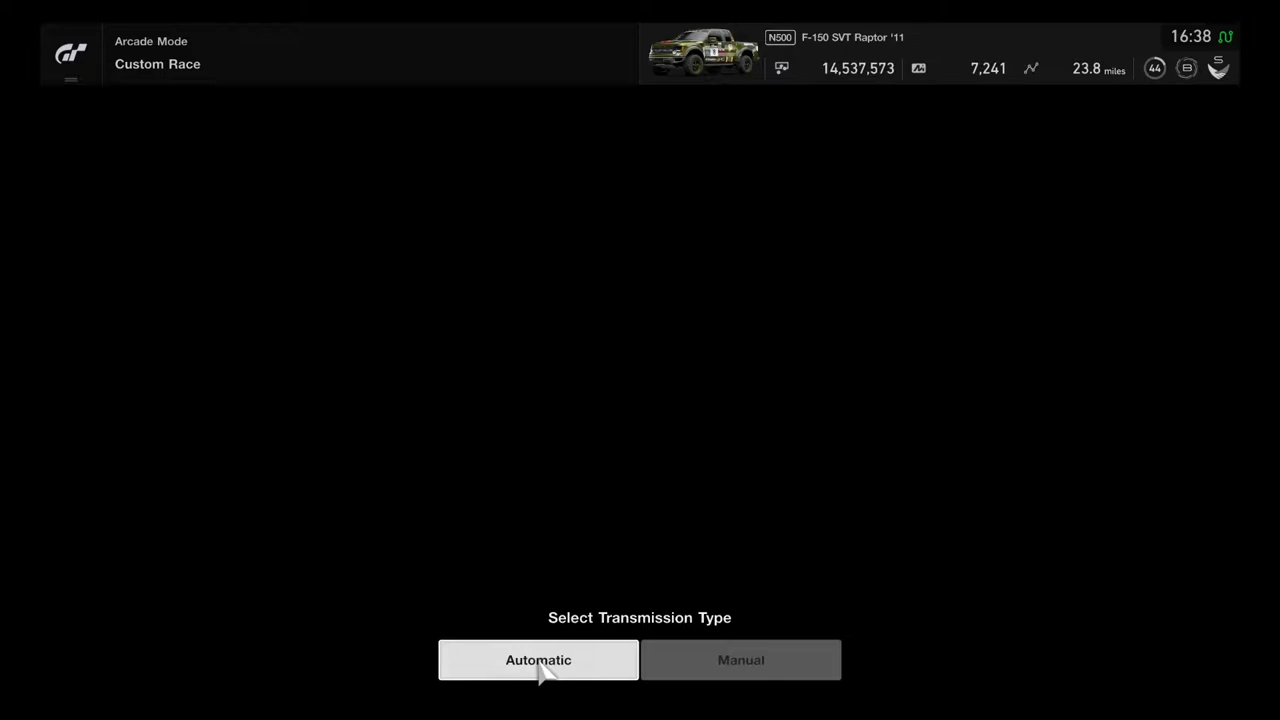 Arcade Mode
Custom Race
N500 F-150 SVT Raptor '11
16:38
14,537,573 7,241 23.8 miles 44 B S
Select Transmission Type
Automatic Manual